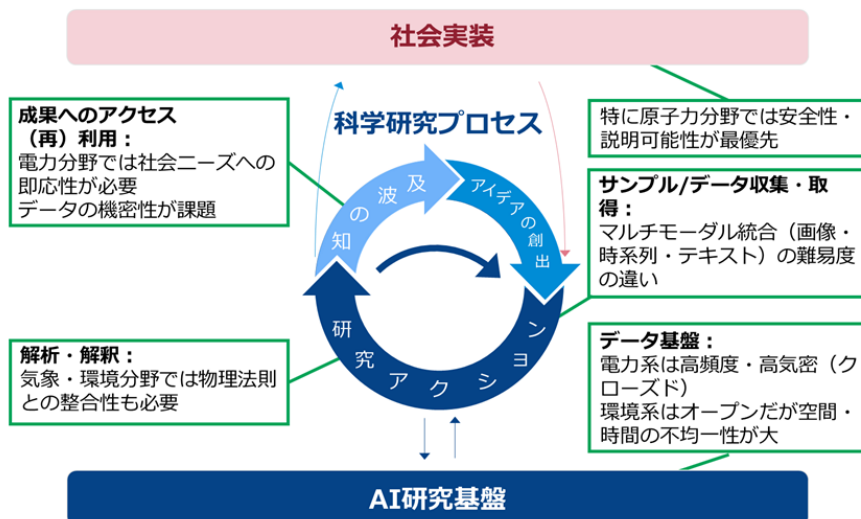 社会実装
科学研究プロセス
成果へのアクセス
（再）利用：
電力分野では社会ニーズへの
即応性が必要
データの機密性が課題
特に原子力分野では安全性・
説明可能性が最優先
知の波及
アイデアの創出
サンプル/データ収集・取
得：
マルチモーダル統合（画像・
時系列・テキスト）の難易度
の違い
研究アクション
解析・解釈：
気象・環境分野では物理法則
との整合性も必要
データ基盤：
電力系は高頻度・高気密（ク
ローズド）
環境系はオープンだが空間・
時間の不均一性が大
AI研究基盤